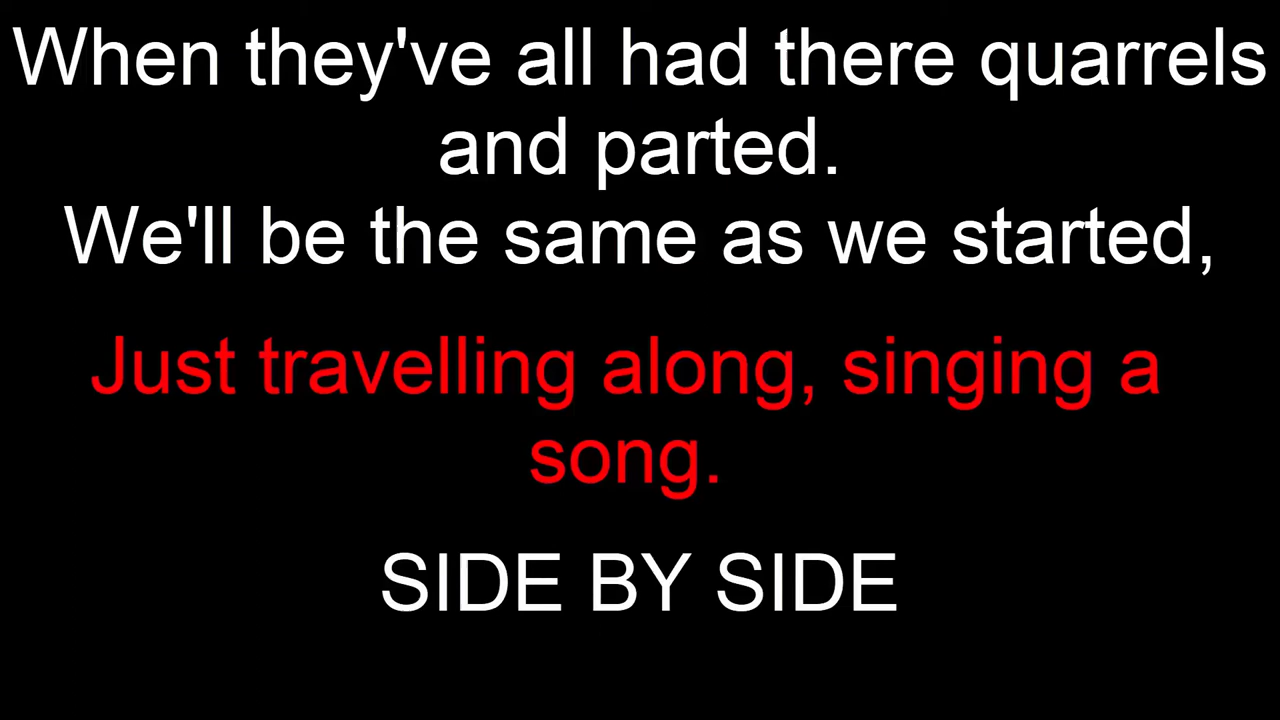 When they've all had there quarrels
and parted.
We'll be the same as we started,
Just travelling along, singing a
song.
SIDE BY SIDE